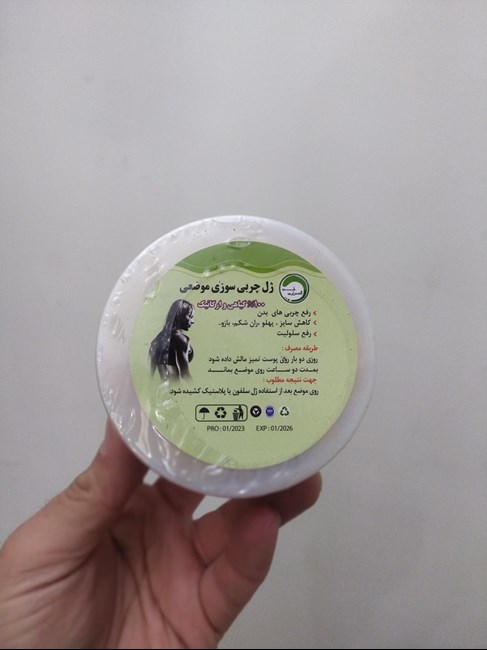 ژل چربی سوزی موضعی
۱۰۰٪ گیاهی و ارگانیک
رفع چربی های بدن
کاهش سایز ، پهلو ،ران شکم، بازو.
رفع سلولیت
طریقه مصرف :
روزی دو بار روی پوست تمیز مالش داده شود
بمدت دو ساعت روی موضع بماند
جهت نتیجه مطلوب :
روی موضع بعد از استفاده ژل سلفون یا پلاستیک کشیده شود.
PRO : 01/2023 EXP : 01/2026